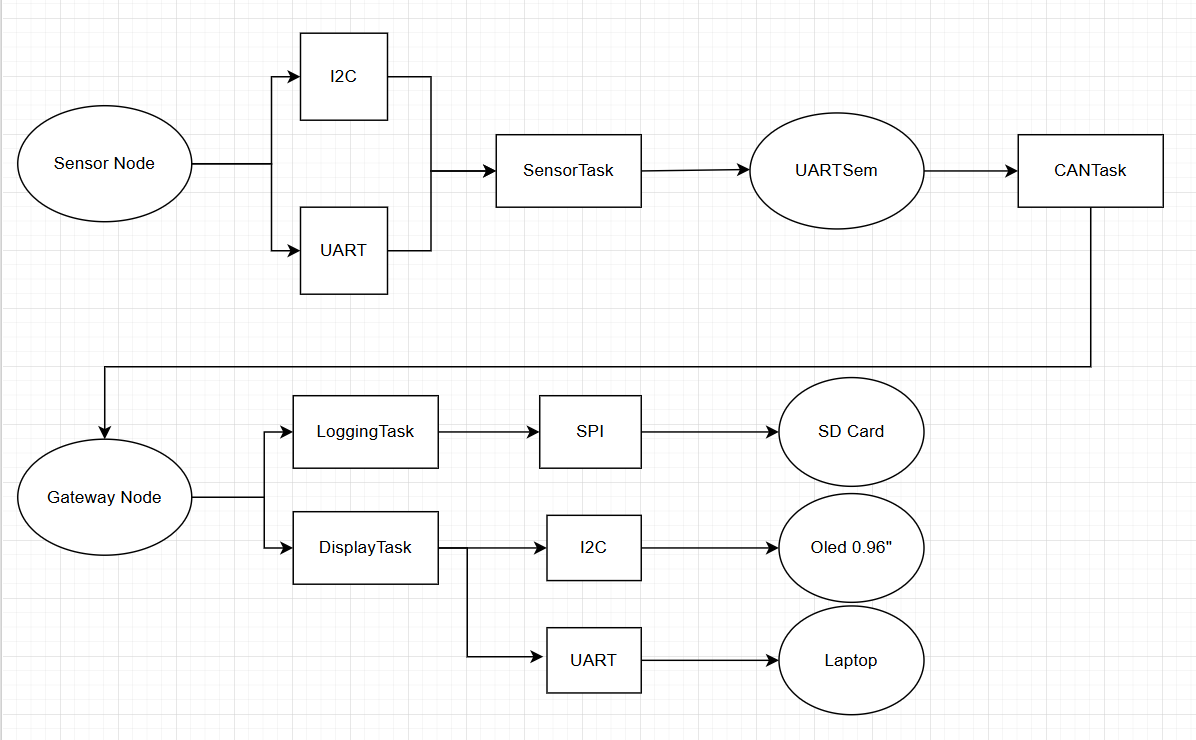 I2C
Sensor Node
SensorTask
UARTSem
CANTask
UART
LoggingTask
SPI
SD Card
Gateway Node
DisplayTask
I2C
Oled 0.96"
UART
Laptop